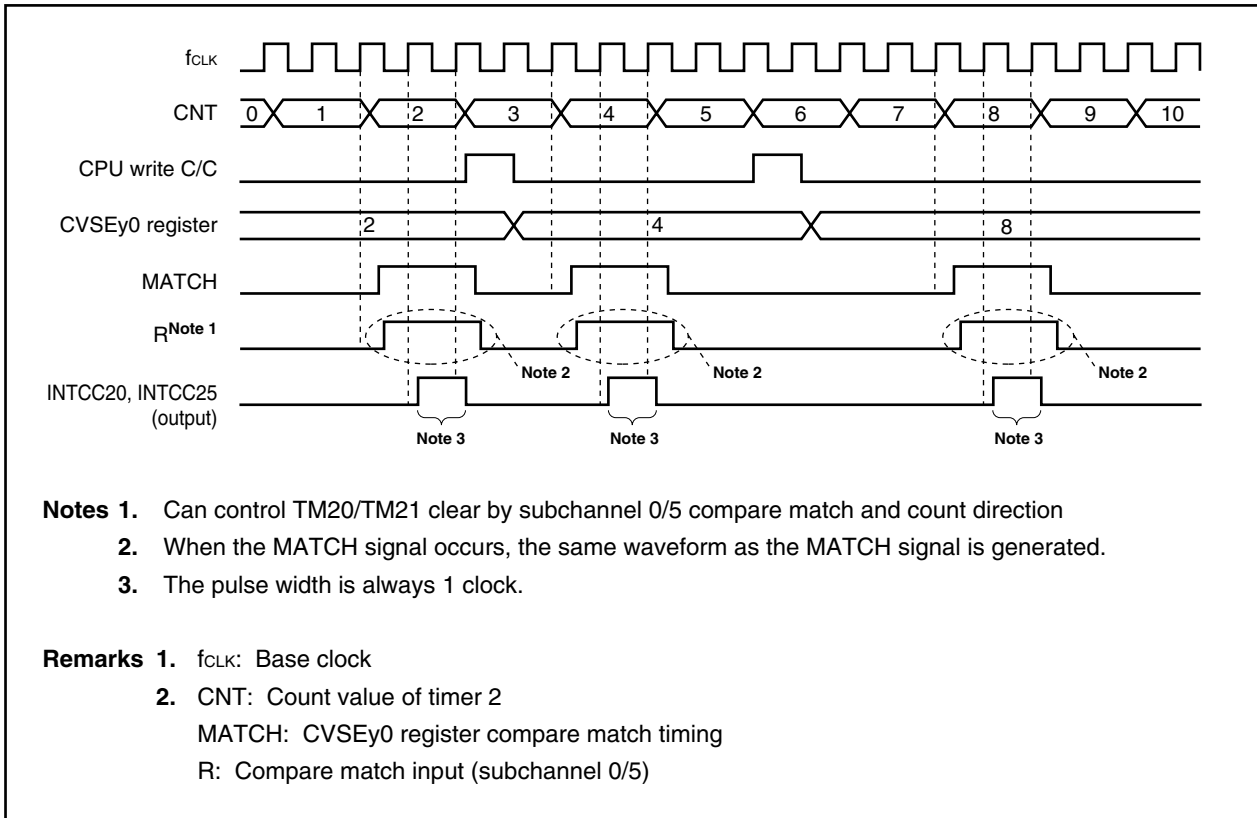 fCLK
CNT 0 1 2 3 4 5 6 7 8 9 10
CPU write C/C
CVSEy0 register 2 4 8
MATCH
RNote 1
Note 2 Note 2 Note 2
INTCC20, INTCC25
(output)
Note 3 Note 3 Note 3
Notes 1. Can control TM20/TM21 clear by subchannel 0/5 compare match and count direction
2. When the MATCH signal occurs, the same waveform as the MATCH signal is generated.
3. The pulse width is always 1 clock.
Remarks 1. fCLK: Base clock
2. CNT: Count value of timer 2
MATCH: CVSEy0 register compare match timing
R: Compare match input (subchannel 0/5)